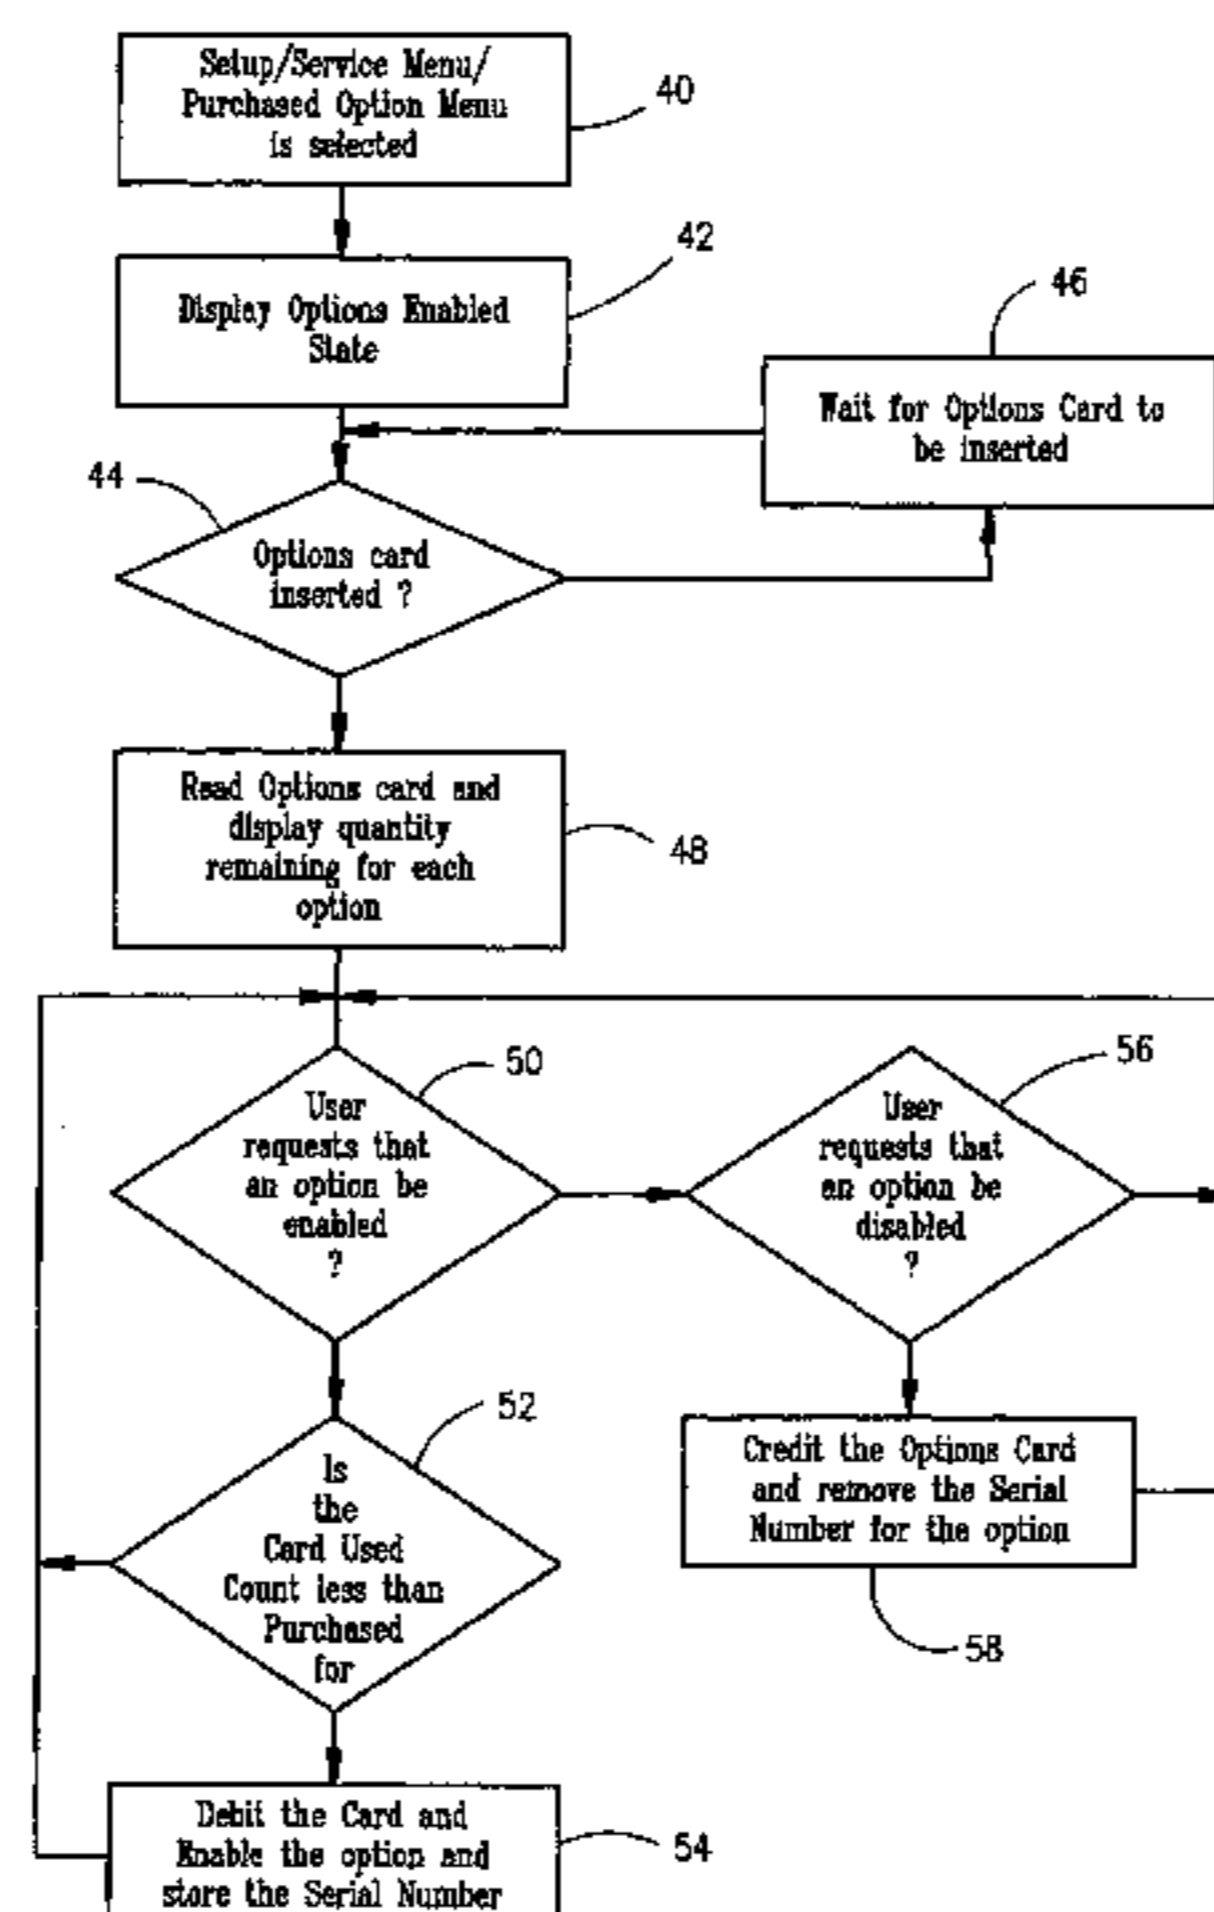 Setup/Service Menu/
Purchased Option Menu
is selected
40
42
Display Options Enabled
State
46
Wait for Options Card to
be inserted
44
Options card
inserted ?
Read Options card and
display quantity
remaining for each
option
48
50
User
requests that
an option be
enabled
?
56
User
requests that
an option be
disabled
?
52
Is
the
Card Used
Count less than
Purchased
for
Credit the Options Card
and remove the Serial
Number for the option
58
Debit the Card and
Enable the option and
store the Serial Number
54